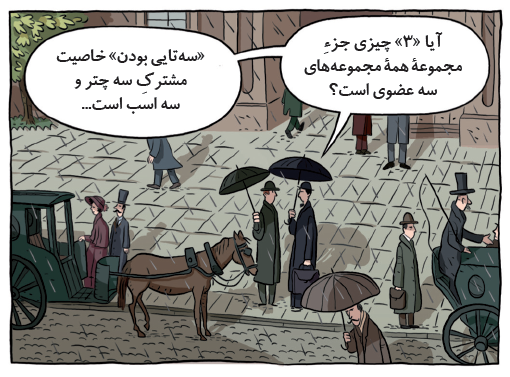 آیا «۳» چیزی جزءِ
مجموعهٔ همهٔ مجموعه‌های
سه عضوی است؟
«سه‌تایی بودن» خاصیت
مشترکِ سه چتر و
سه اسب است...